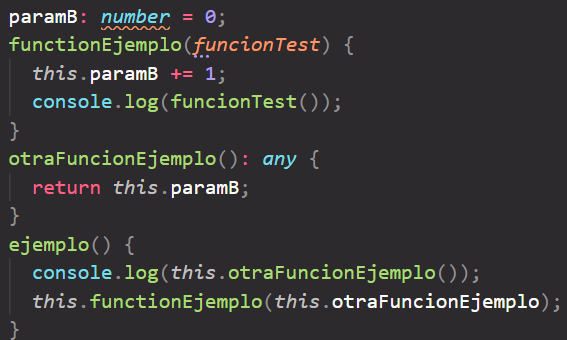 paramB: number = 0;
functionEjemplo(funcionTest) {
this.paramB += 1;
console.log(funcionTest());
}
otraFuncionEjemplo(): any {
return this.paramB;
}
ejemplo() {
console.log(this.otraFuncionEjemplo());
this.functionEjemplo(this.otraFuncionEjemplo);
}